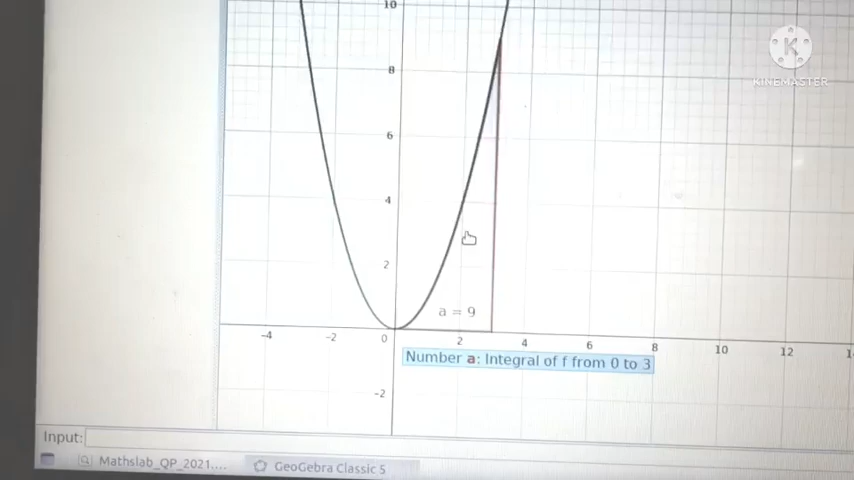 10
8
6
4
2
a = 9
-4 -2 0 2 4 6 8 10 12 14
Number a: Integral of f from 0 to 3
-2
Input:
Mathslab_QP_2021,... GeoGebra Classic 5
K
KINEMASTER